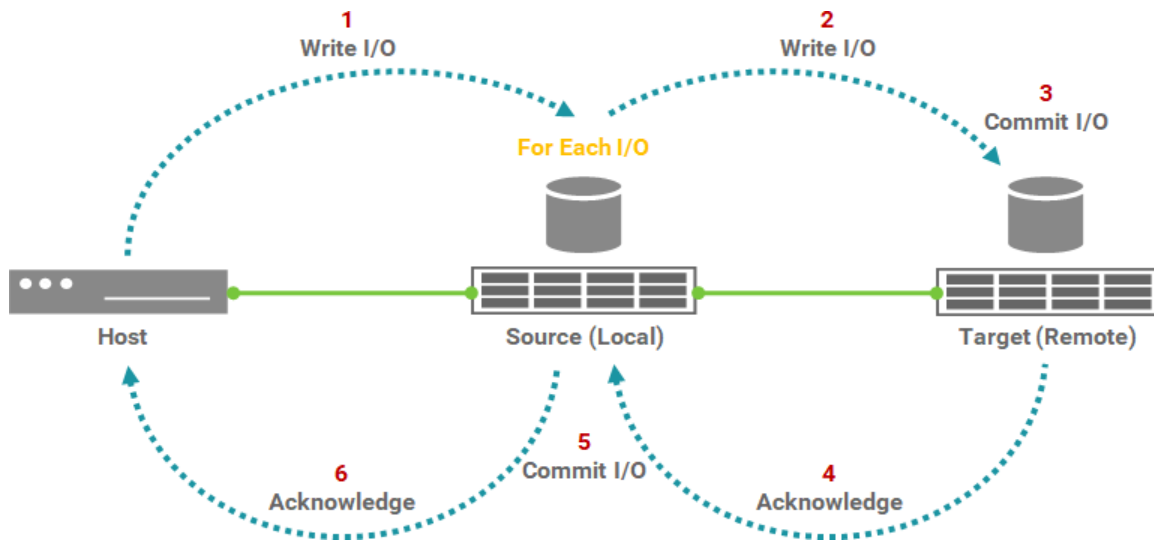 1
Write I/O
2
Write I/O
3
Commit I/O
For Each I/O
Host
Source (Local)
Target (Remote)
5
Commit I/O
6
Acknowledge
4
Acknowledge